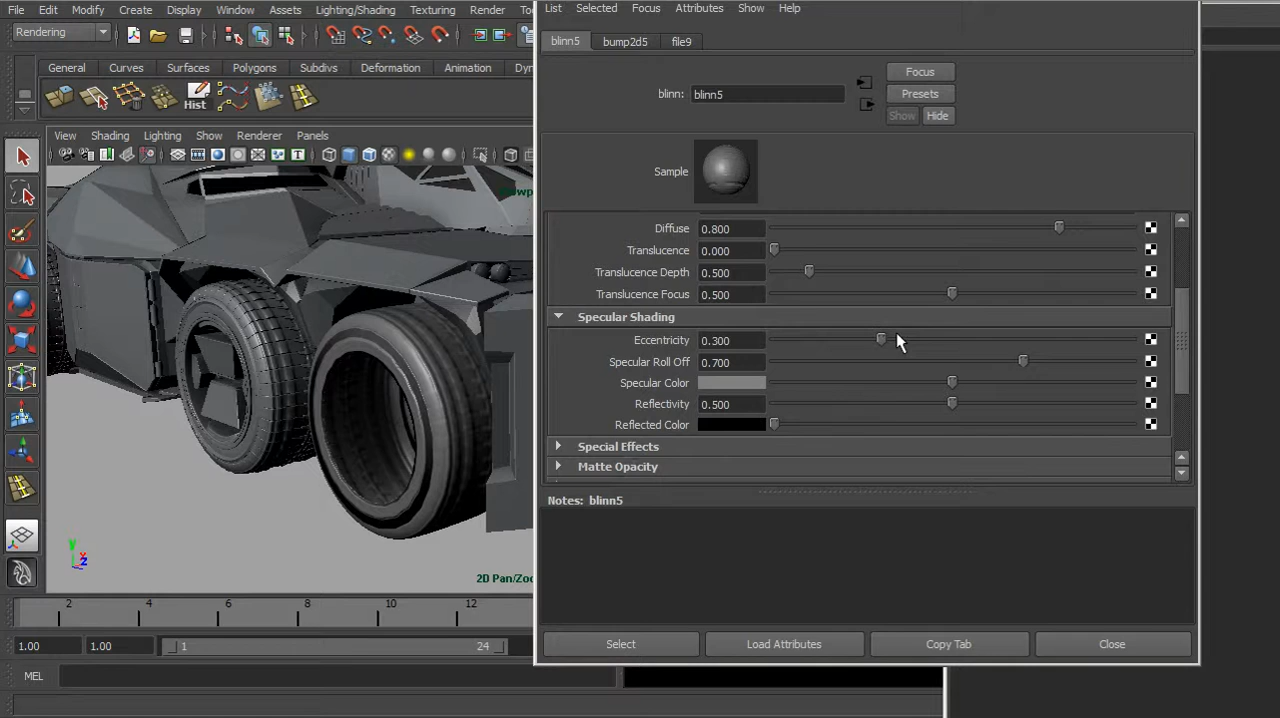 File Edit Modify Create Display Window Assets Lighting/Shading Texturing Render
List Selected Focus Attributes Show Help
Rendering
blinn5 bump2d5 file9
General Curves Surfaces Polygons Subdivs Deformation Animation
Focus
blinn: blinn5
Presets
Hist
Show Hide
View Shading Lighting Show Renderer Panels
Sample
Diffuse 0.800
Translucence 0.000
Translucence Depth 0.500
Translucence Focus 0.500
Specular Shading
Eccentricity 0.300
Specular Roll Off 0.700
Specular Color
Reflectivity 0.500
Reflected Color
Special Effects
Matte Opacity
Notes: blinn5
y
x
z
2D Pan/Zoo
2 4 6 8 10 12
1.00 1.00 1 24
Select Load Attributes Copy Tab Close
MEL